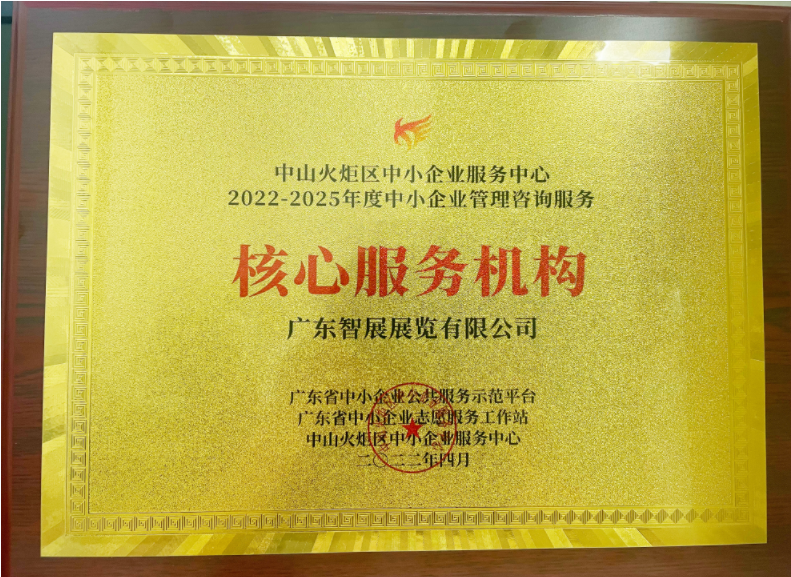 中山火炬区中小企业服务中心
2022-2025年度中小企业管理咨询服务
核心服务机构
广东智展展览有限公司
广东省中小企业公共服务示范平台
广东省中小企业志愿服务工作站
中山火炬区中小企业服务中心
二〇二二年四月